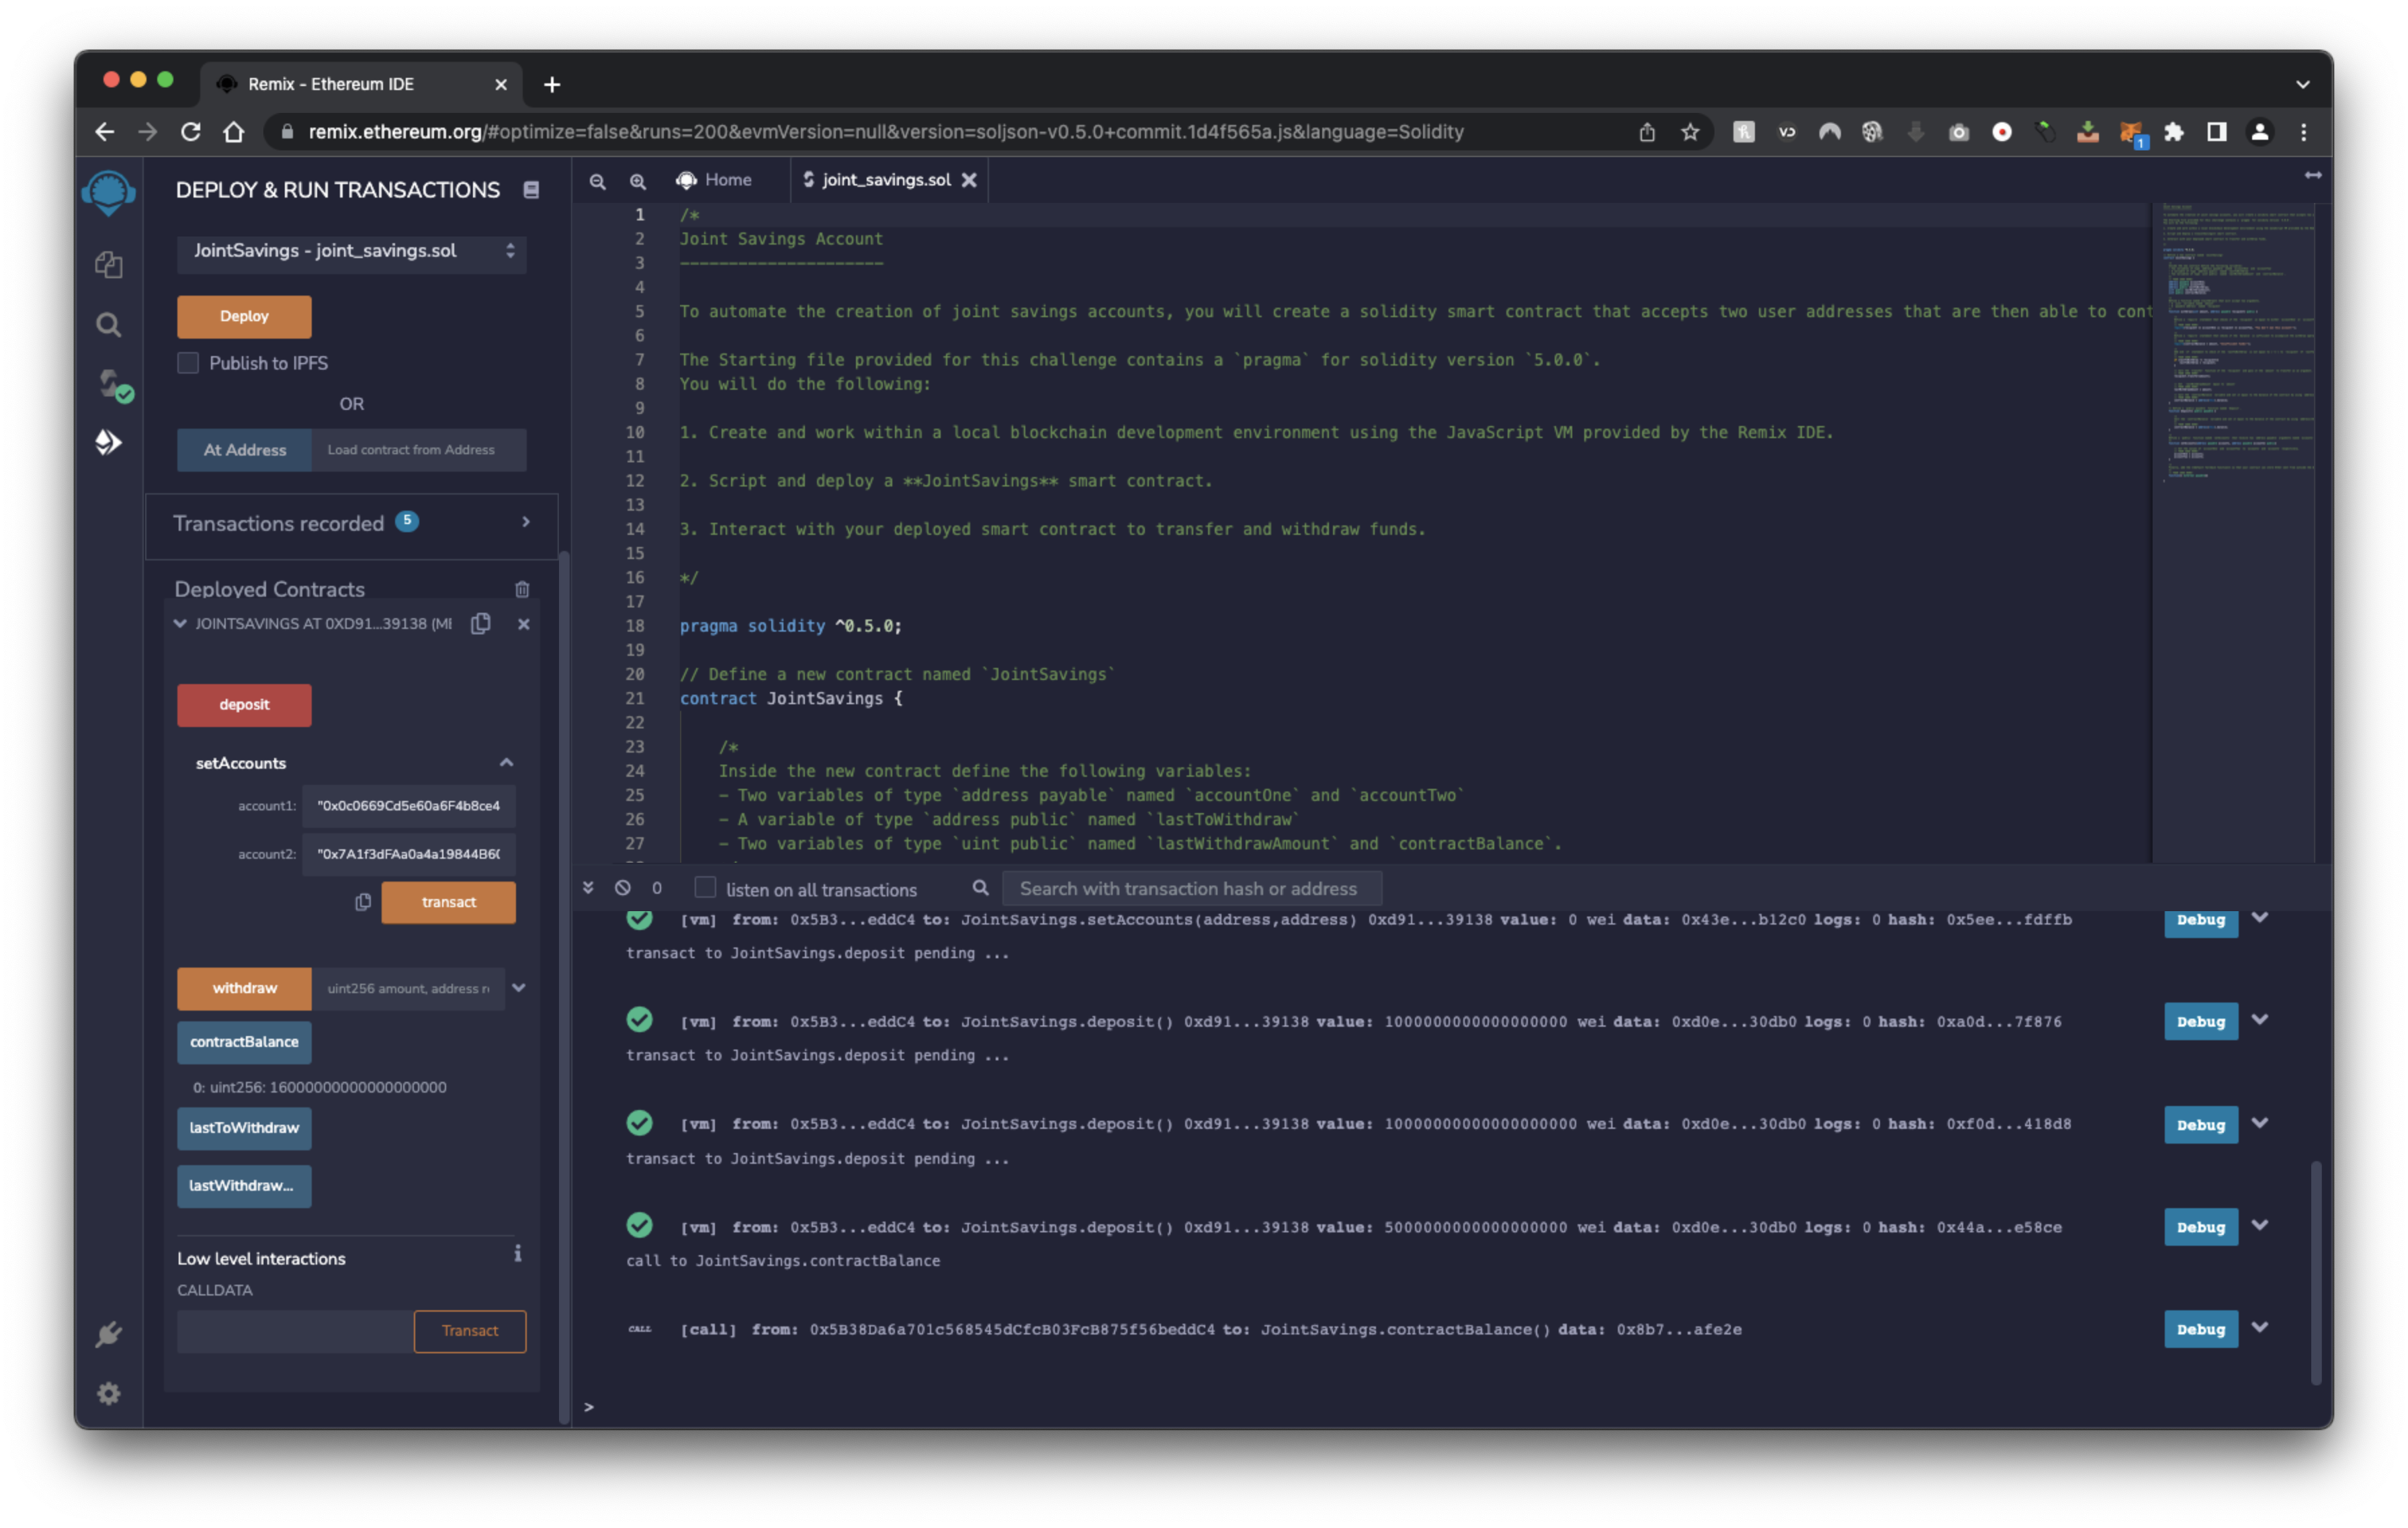 Remix - Ethereum IDE
remix.ethereum.org/#optimize=false&runs=200&evmVersion=null&version=soljson-v0.5.0+commit.1d4f565a.js&language=Solidity
1
DEPLOY & RUN TRANSACTIONS
JointSavings - joint_savings.sol
Deploy
Publish to IPFS
OR
At Address
Load contract from Address
Transactions recorded 5
Deployed Contracts
JOINTSAVINGS AT 0XD91...39138 (ME
deposit
setAccounts
account1: "0x0c0669Cd5e60a6F4b8ce4
account2: "0x7A1f3dFAa0a4a19844B6(
transact
withdraw
uint256 amount, address r
contractBalance
0: uint256: 16000000000000000000
lastToWithdraw
lastWithdraw...
Low level interactions
i
CALLDATA
Transact
Home
joint_savings.sol
1 /*
2 Joint Savings Account
3 ---------------------
4
5 To automate the creation of joint savings accounts, you will create a solidity smart contract that accepts two user addresses that are then able to cont
6
7 The Starting file provided for this challenge contains a `pragma` for solidity version `5.0.0`.
8 You will do the following:
9
10 1. Create and work within a local blockchain development environment using the JavaScript VM provided by the Remix IDE.
11
12 2. Script and deploy a **JointSavings** smart contract.
13
14 3. Interact with your deployed smart contract to transfer and withdraw funds.
15
16 */
17
18 pragma solidity ^0.5.0;
19
20 // Define a new contract named `JointSavings`
21 contract JointSavings {
22
23 /*
24 Inside the new contract define the following variables:
25 - Two variables of type `address payable` named `accountOne` and `accountTwo`
26 - A variable of type `address public` named `lastToWithdraw`
27 - Two variables of type `uint public` named `lastWithdrawAmount` and `contractBalance`.
0
listen on all transactions
Search with transaction hash or address
[vm] from: 0x5B3...eddC4 to: JointSavings.setAccounts(address,address) 0xd91...39138 value: 0 wei data: 0x43e...b12c0 logs: 0 hash: 0x5ee...fdffb
Debug
transact to JointSavings.deposit pending ...
[vm] from: 0x5B3...eddC4 to: JointSavings.deposit() 0xd91...39138 value: 1000000000000000000 wei data: 0xd0e...30db0 logs: 0 hash: 0xa0d...7f876
Debug
transact to JointSavings.deposit pending ...
[vm] from: 0x5B3...eddC4 to: JointSavings.deposit() 0xd91...39138 value: 10000000000000000000 wei data: 0xd0e...30db0 logs: 0 hash: 0xf0d...418d8
Debug
transact to JointSavings.deposit pending ...
[vm] from: 0x5B3...eddC4 to: JointSavings.deposit() 0xd91...39138 value: 5000000000000000000 wei data: 0xd0e...30db0 logs: 0 hash: 0x44a...e58ce
Debug
call to JointSavings.contractBalance
CALL [call] from: 0x5B38Da6a701c568545dCfcB03FcB875f56beddC4 to: JointSavings.contractBalance() data: 0x8b7...afe2e
Debug
>